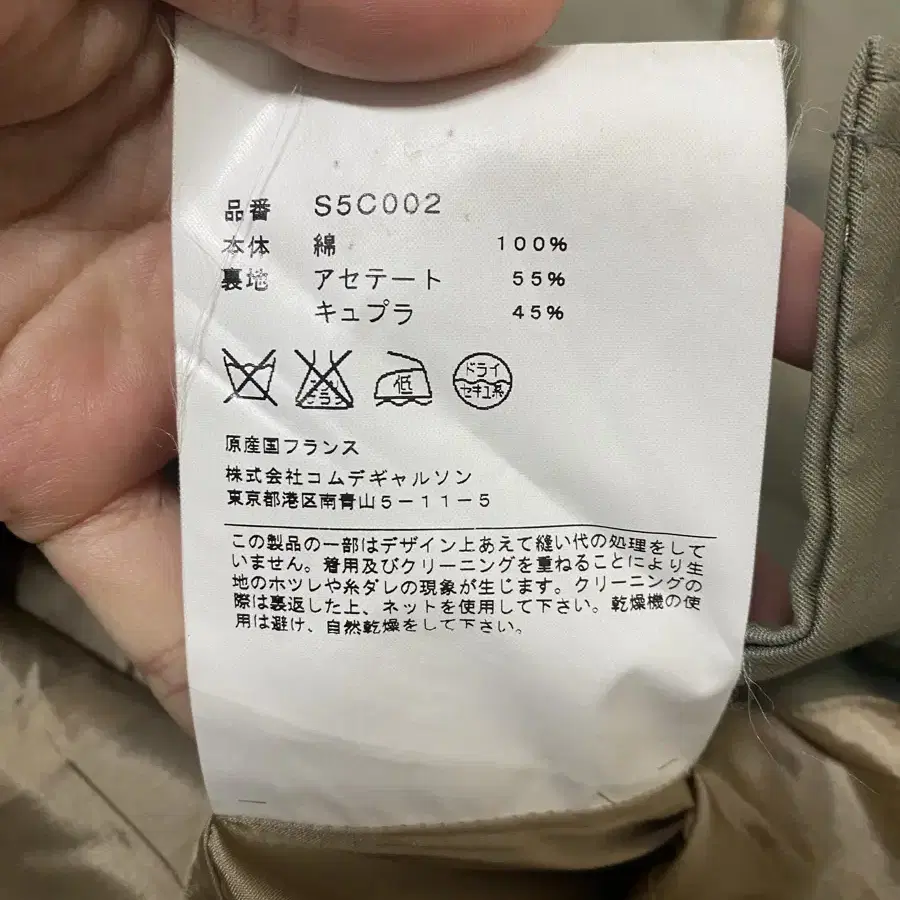 品番 S5C002
本体 綿 100%
裏地 アセテート 55%
キュプラ 45%
低
ドライ
セキユ系
原産国フランス
株式会社コムデギャルソン
東京都港区南青山5-11-5
この製品の一部はデザイン上あえて縫い代の処理をして
いません。着用及びクリーニングを重ねることにより生
地のホツレや糸ダレの現象が生じます。クリーニングの
際は裏返した上、ネットを使用して下さい。乾燥機の使
用は避け、自然乾燥をして下さい。